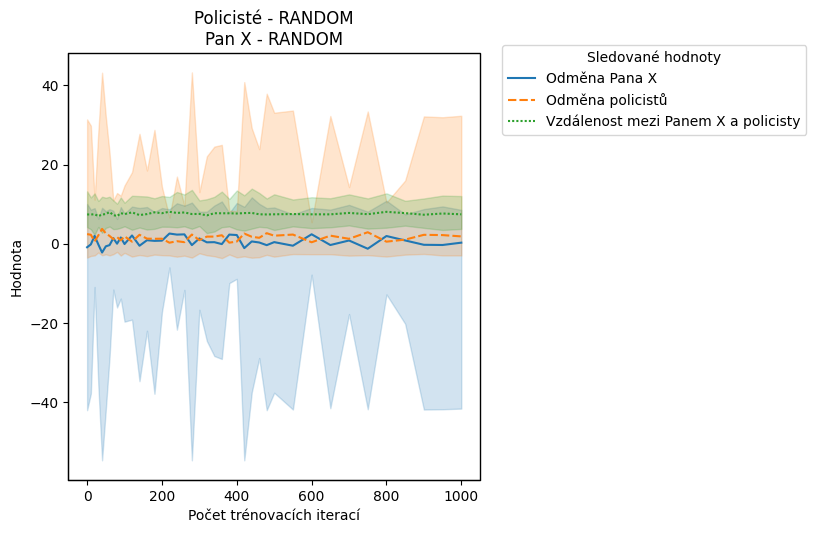 Policisté - RANDOM
Pan X - RANDOM
Sledované hodnoty
Odměna Pana X
Odměna policistů
Vzdálenost mezi Panem X a policisty
Hodnota
40
20
0
−20
−40
0 200 400 600 800 1000
Počet trénovacích iterací